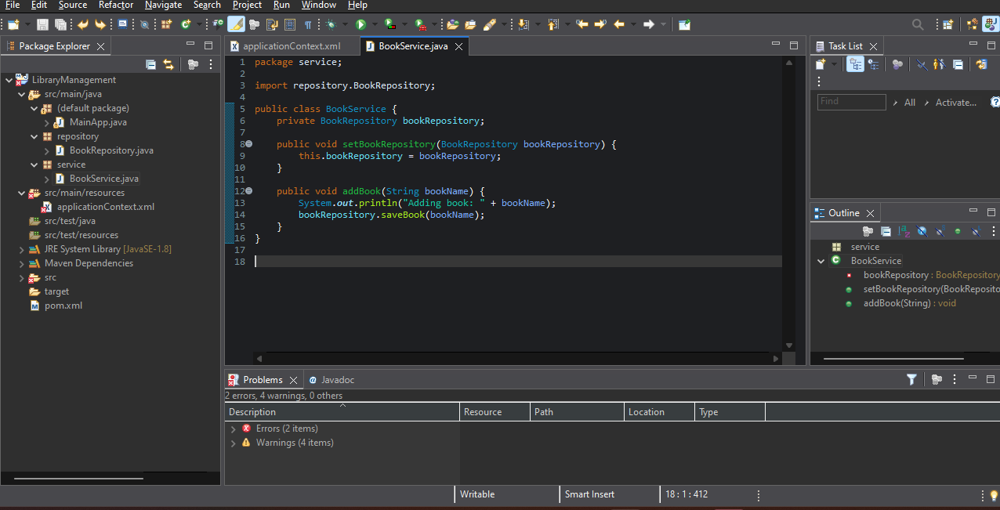 File Edit Source Refactor Navigate Search Project Run Window Help
Package Explorer
LibraryManagement
src/main/java
(default package)
MainApp.java
repository
BookRepository.java
service
BookService.java
src/main/resources
applicationContext.xml
src/test/java
src/test/resources
JRE System Library [JavaSE-1.8]
Maven Dependencies
src
target
pom.xml
applicationContext.xml BookService.java
1 package service;
2
3 import repository.BookRepository;
4
5 public class BookService {
6 private BookRepository bookRepository;
7
8 public void setBookRepository(BookRepository bookRepository) {
9 this.bookRepository = bookRepository;
10 }
11
12 public void addBook(String bookName) {
13 System.out.println("Adding book: " + bookName);
14 bookRepository.saveBook(bookName);
15 }
16 }
17
18
Task List
Find All Activate...
Outline
service
BookService
bookRepository : BookRepository
setBookRepository(BookReposito
addBook(String) : void
Problems Javadoc
2 errors, 4 warnings, 0 others
Description Resource Path Location Type
Errors (2 items)
Warnings (4 items)
Writable Smart Insert 18 : 1 : 412